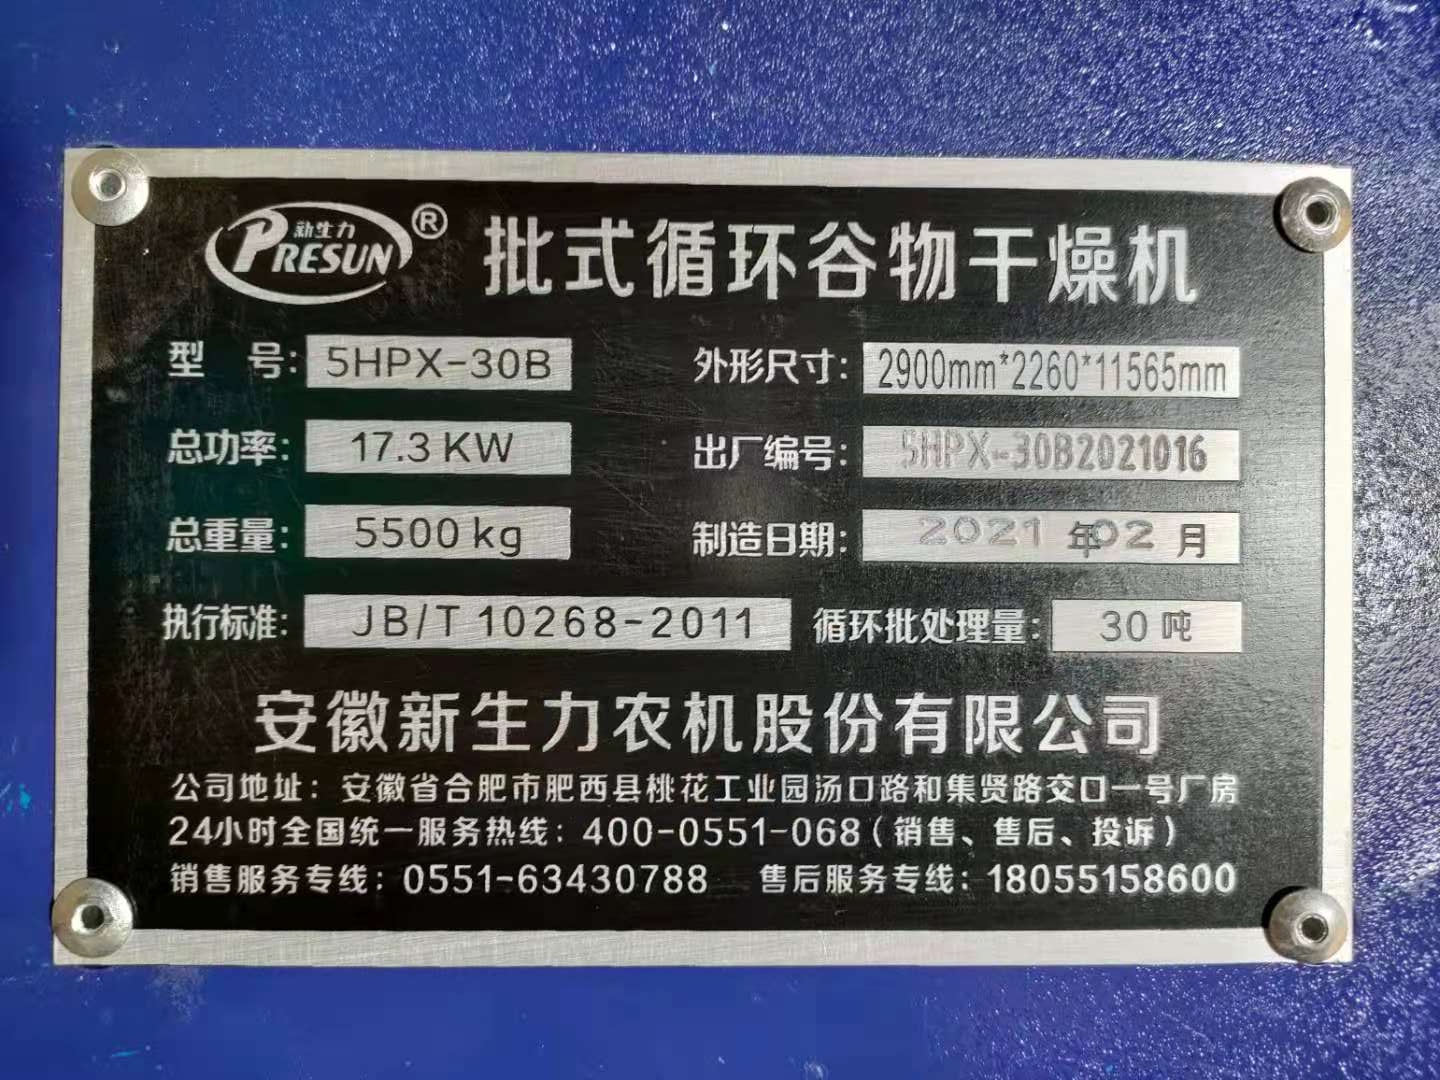 新生力
PRESUN® 批式循环谷物干燥机
型 号: 5HPX-30B 外形尺寸: 2900mm*2260*11565mm
总功率: 17.3 KW 出厂编号: 5HPX-30B2021016
总重量: 5500 kg 制造日期: 2021 年 02 月
执行标准: JB/T 10268-2011 循环批处理量: 30 吨
安徽新生力农机股份有限公司
公司地址: 安徽省合肥市肥西县桃花工业园汤口路和集贤路交口一号厂房
24小时全国统一服务热线: 400-0551-068 (销售、售后、投诉)
销售服务专线: 0551-63430788 售后服务专线: 18055158600